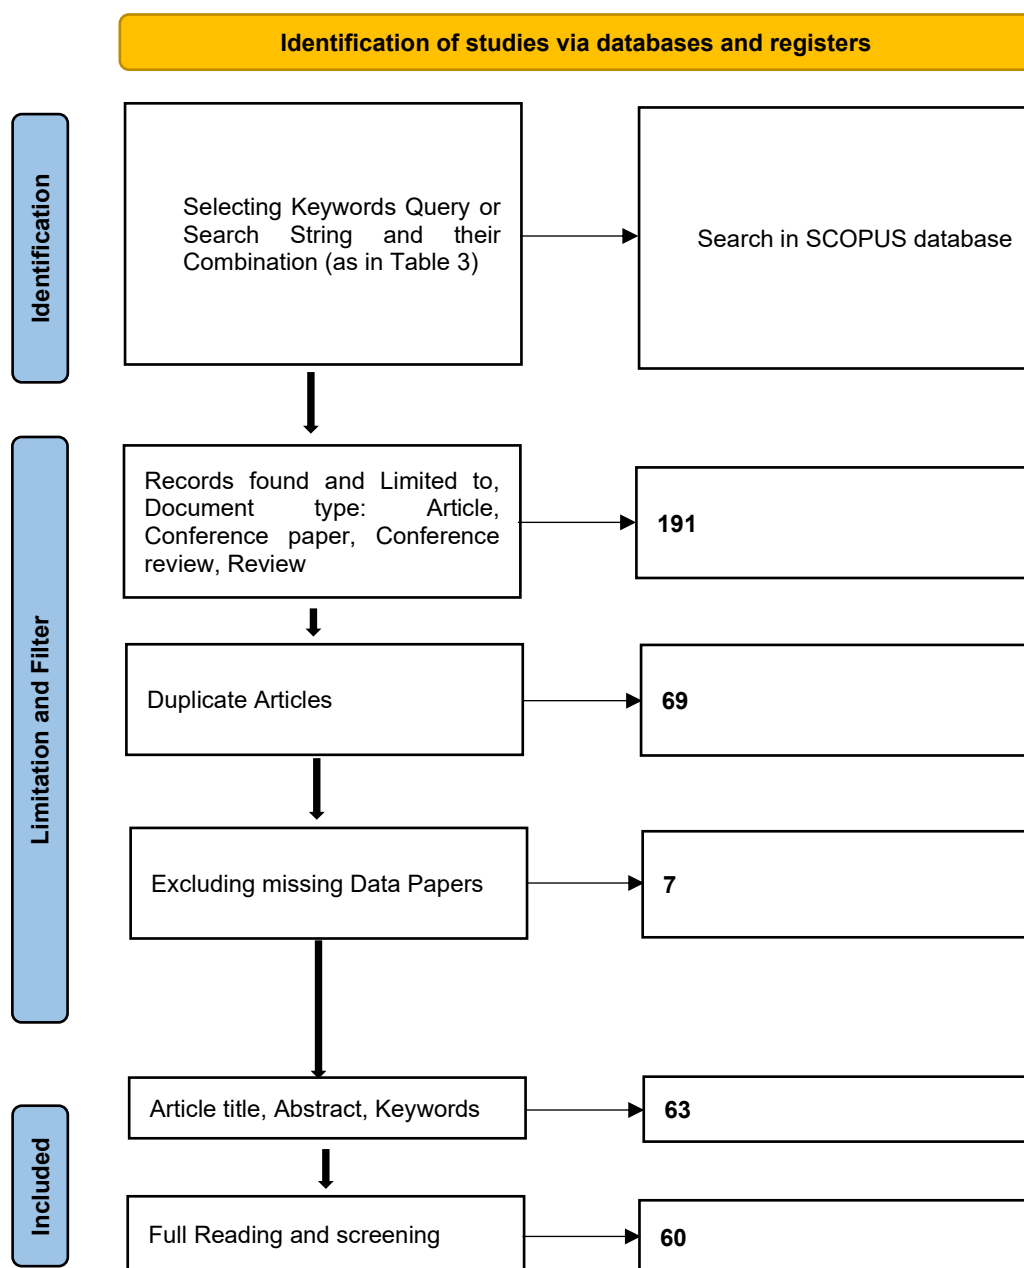 Identification of studies via databases and registers
Identification
Selecting Keywords Query or
Search String and their
Combination (as in Table 3)
Search in SCOPUS database
Limitation and Filter
Records found and Limited to,
Document type: Article,
Conference paper, Conference
review, Review
191
Duplicate Articles
69
Excluding missing Data Papers
7
Included
Article title, Abstract, Keywords
63
Full Reading and screening
60